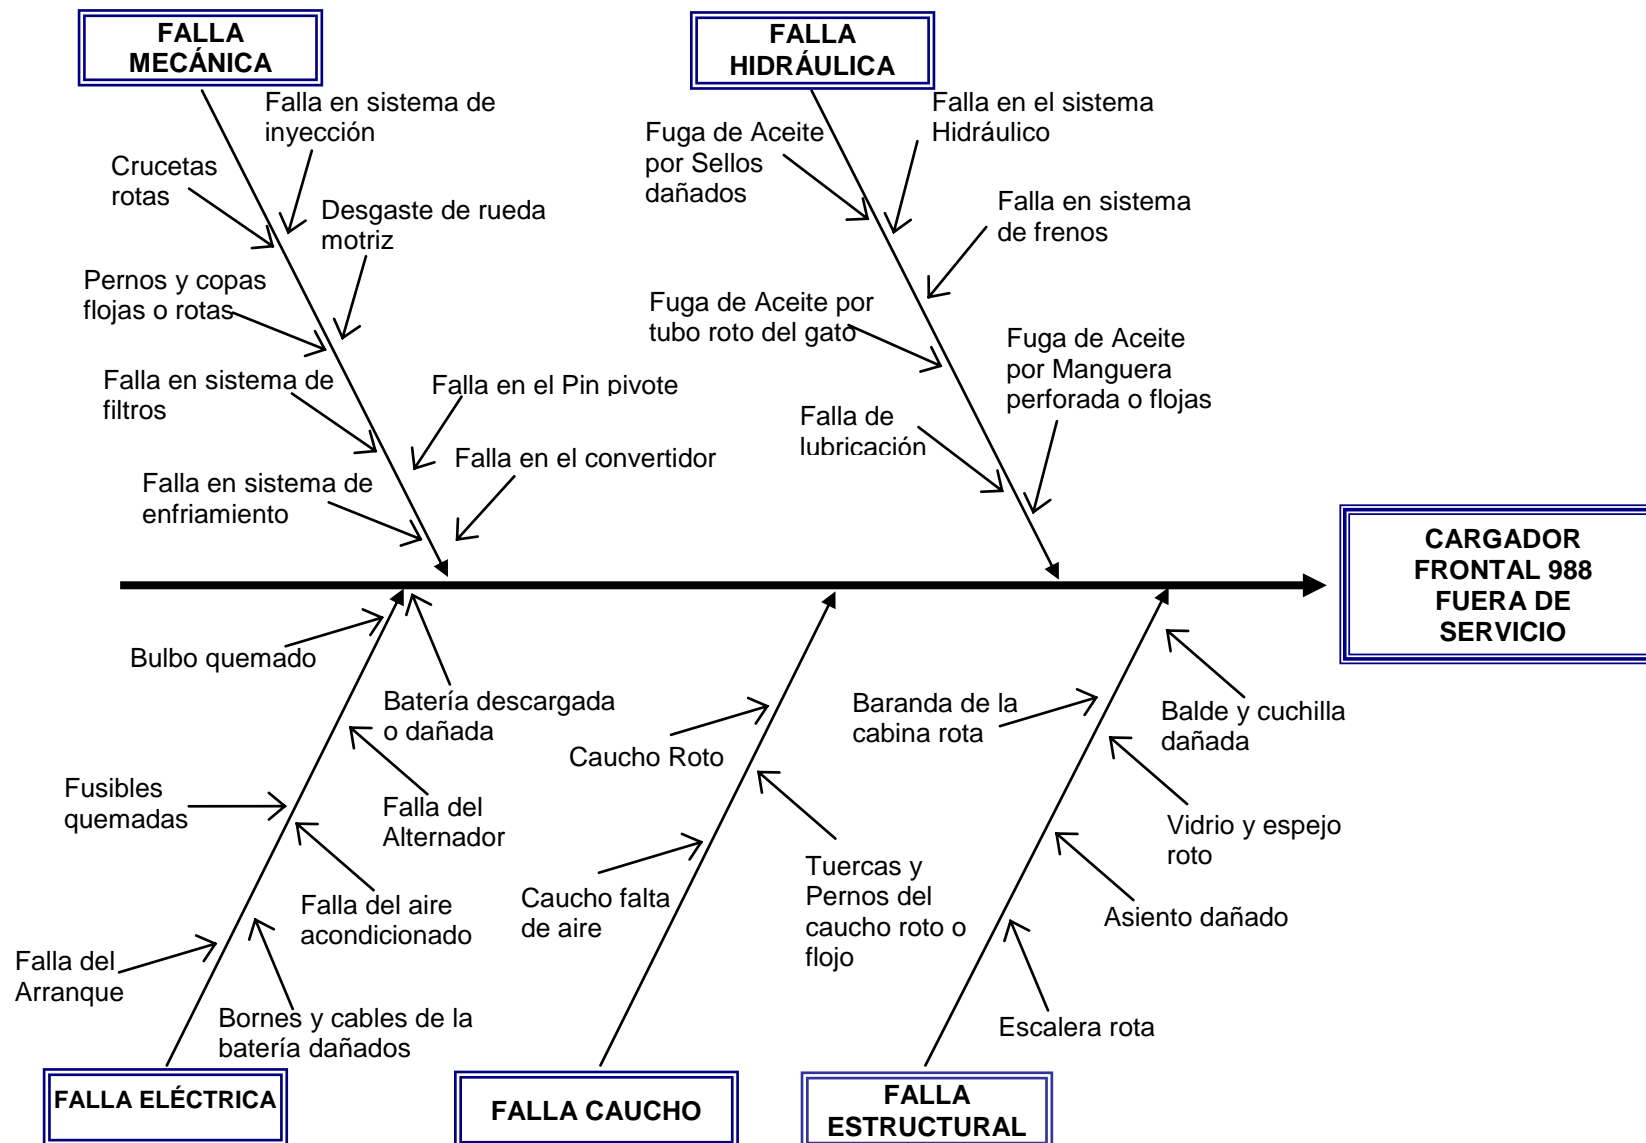 FALLA
MECÁNICA
FALLA
HIDRÁULICA
Falla en sistema de
inyección
Crucetas
rotas
Desgaste de rueda
motriz
Pernos y copas
flojas o rotas
Falla en sistema de
filtros
Falla en el Pin pivote
Falla en el convertidor
Falla en sistema de
enfriamiento
Fuga de Aceite
por Sellos
dañados
Falla en el sistema
Hidráulico
Falla en sistema
de frenos
Fuga de Aceite por
tubo roto del gato
Fuga de Aceite
por Manguera
perforada o flojas
Falla de
lubricación
CARGADOR
FRONTAL 988
FUERA DE
SERVICIO
Bulbo quemado
Batería descargada
o dañada
Fusibles
quemadas
Falla del
Alternador
Falla del aire
acondicionado
Falla del
Arranque
Bornes y cables de la
batería dañados
Caucho Roto
Caucho falta
de aire
Tuercas y
Pernos del
caucho roto o
flojo
Baranda de la
cabina rota
Balde y cuchilla
dañada
Vidrio y espejo
roto
Asiento dañado
Escalera rota
FALLA ELÉCTRICA
FALLA CAUCHO
FALLA
ESTRUCTURAL